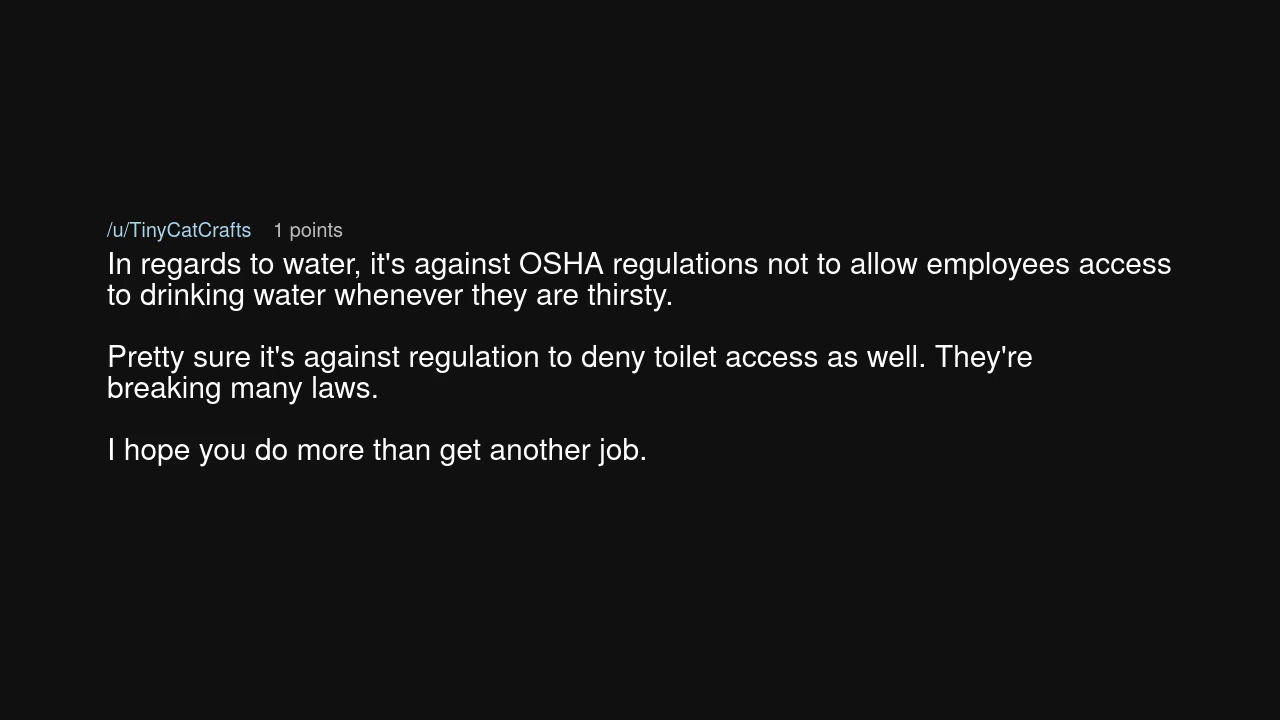 /u/TinyCatCrafts 1 points
In regards to water, it's against OSHA regulations not to allow employees access
to drinking water whenever they are thirsty.
Pretty sure it's against regulation to deny toilet access as well. They're
breaking many laws.
I hope you do more than get another job.